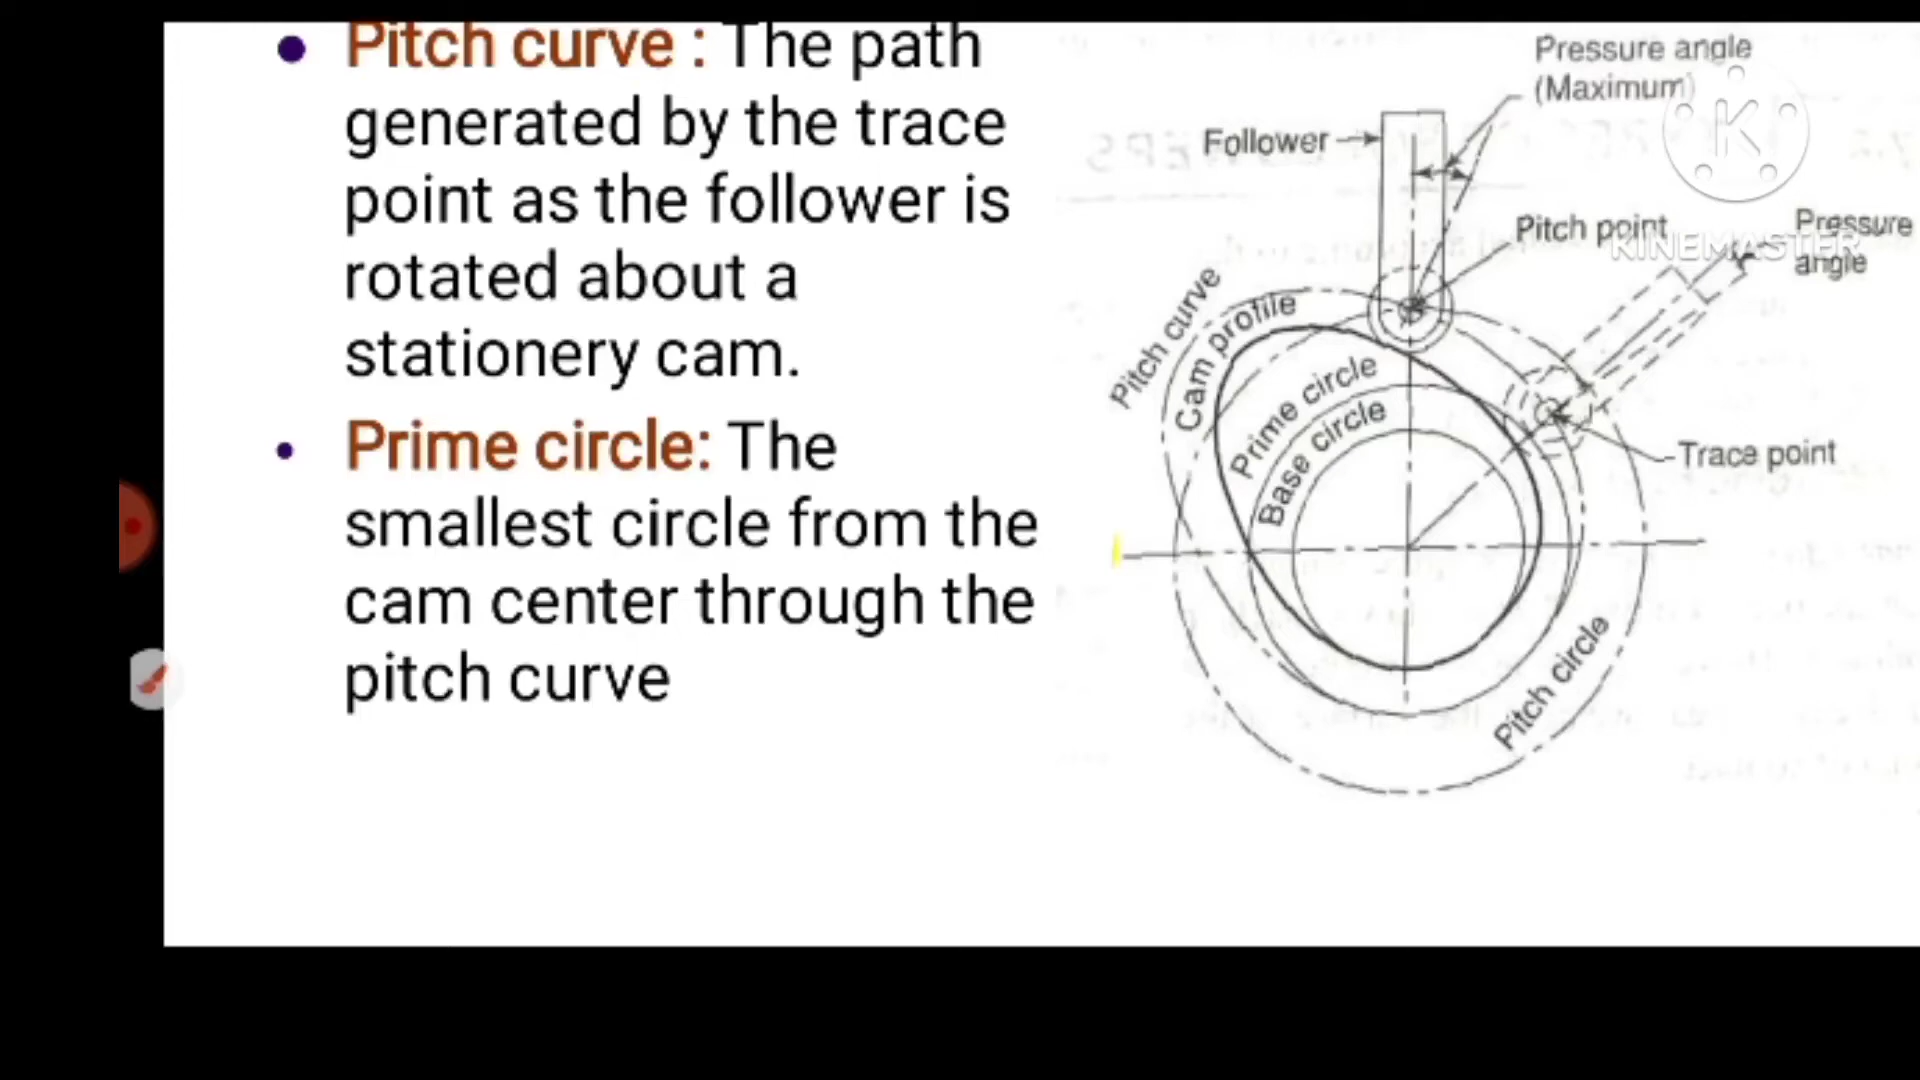 Pitch curve : The path
generated by the trace
point as the follower is
rotated about a
stationery cam.
Prime circle: The
smallest circle from the
cam center through the
pitch curve
Pressure angle
(Maximum)
Follower
Pitch point
Pressure
angle
Pitch curve
Cam profile
Prime circle
Base circle
Trace point
Pitch circle
K
KINEMASTER